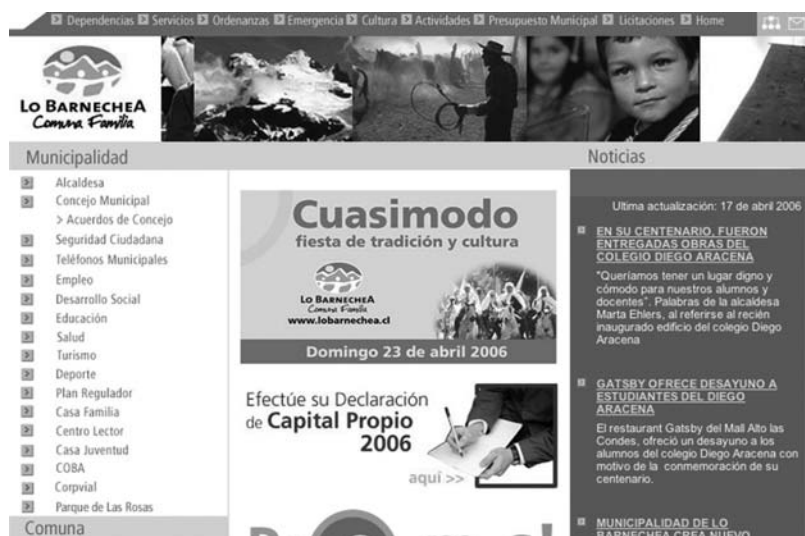 Dependencias Servicios Ordenanzas Emergencia Cultura Actividades Presupuesto Municipal Licitaciones Home
LO BARNECHEA
Comuna Familia
Municipalidad
Alcaldesa
Concejo Municipal
> Acuerdos de Concejo
Seguridad Ciudadana
Teléfonos Municipales
Empleo
Desarrollo Social
Educación
Salud
Turismo
Deporte
Plan Regulador
Casa Familia
Centro Lector
Casa Juventud
COBA
Corpvial
Parque de Las Rosas
Comuna
Cuasimodo
fiesta de tradición y cultura
LO BARNECHEA
Comuna Familia
www.lobarnechea.cl
Domingo 23 de abril 2006
Efectúe su Declaración
de Capital Propio
2006
aquí >>
Noticias
Ultima actualización: 17 de abril 2006
EN SU CENTENARIO, FUERON
ENTREGADAS OBRAS DEL
COLEGIO DIEGO ARACENA
"Queríamos tener un lugar digno y
cómodo para nuestros alumnos y
docentes". Palabras de la alcaldesa
Marta Ehlers, al referirse al recién
inaugurado edificio del colegio Diego
Aracena
GATSBY OFRECE DESAYUNO A
ESTUDIANTES DEL DIEGO
ARACENA
El restaurant Gatsby del Mall Alto las
Condes, ofreció un desayuno a los
alumnos del colegio Diego Aracena con
motivo de la conmemoración de su
centenario.
MUNICIPALIDAD DE LO
BARNECHEA CREA NUEVO